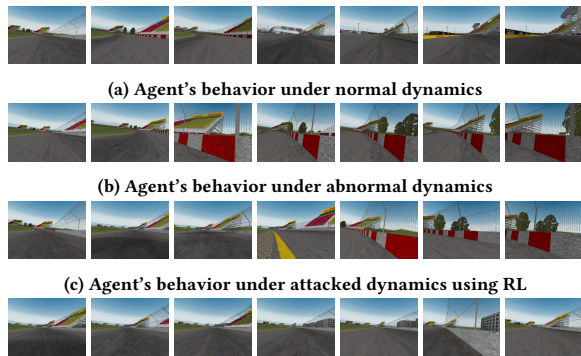 (a) Agent's behavior under normal dynamics
(b) Agent's behavior under abnormal dynamics
(c) Agent's behavior under attacked dynamics using RL